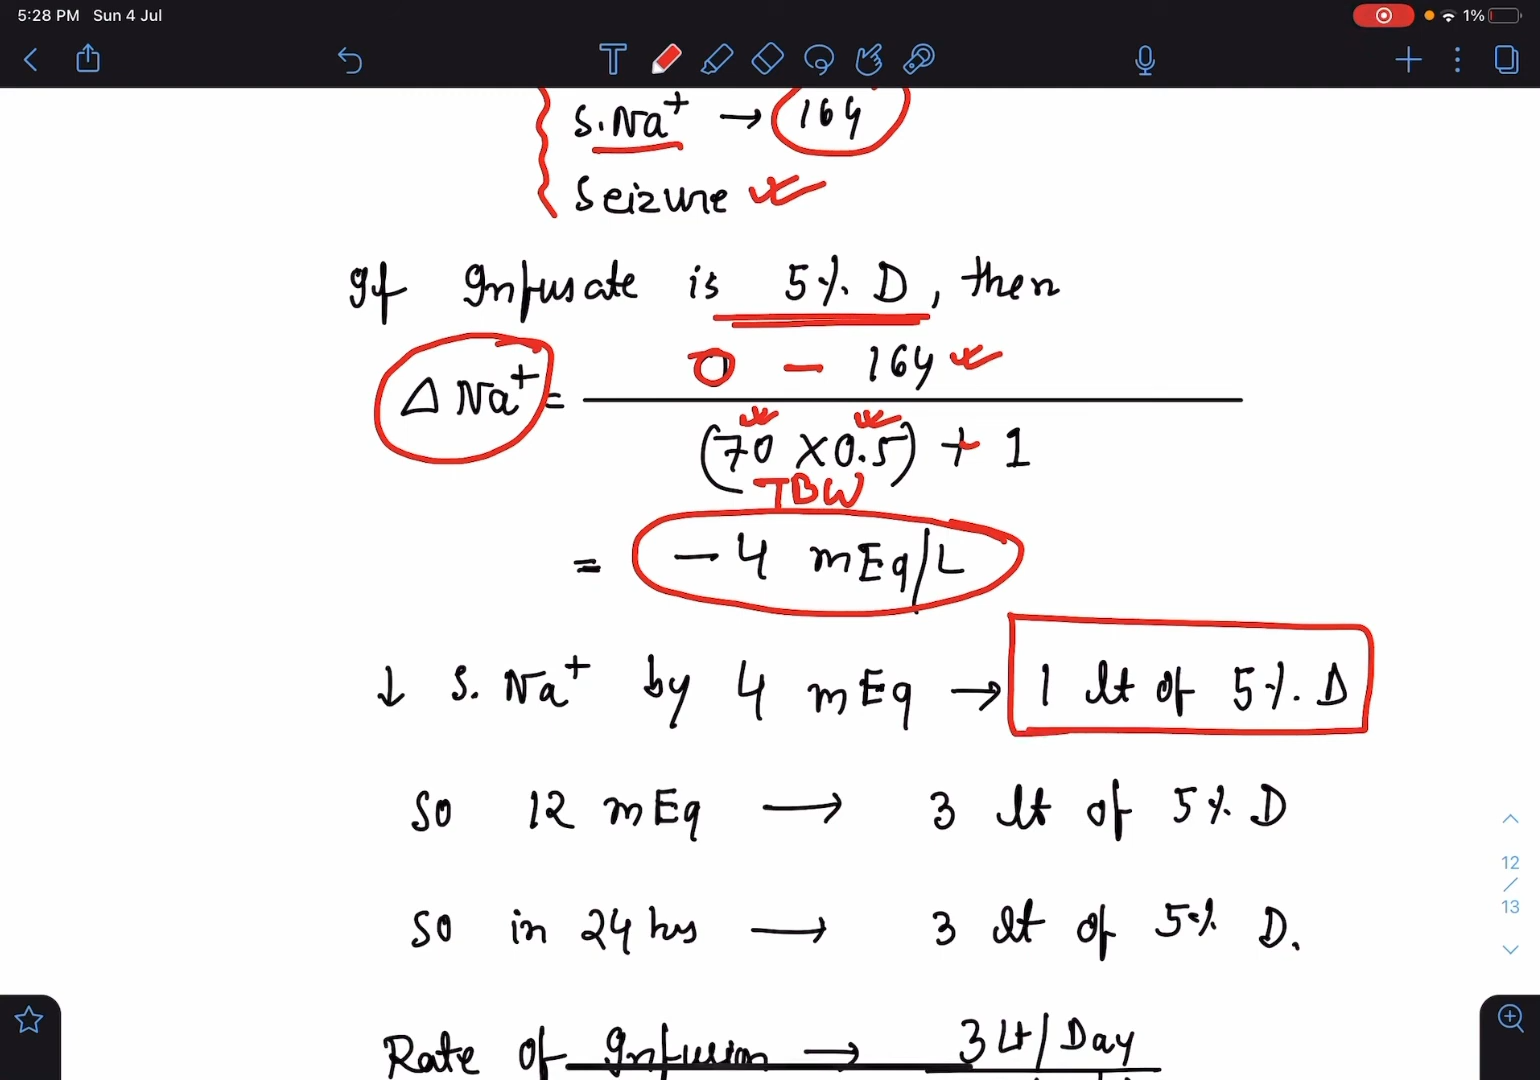 5:28 PM Sun 4 Jul
1%
T
S.Na⁺ → 164
Seizure
If Infusate is 5% D, then
0 - 164
Δ Na⁺ =
(70 x 0.5) + 1
TBW
= -4 mEq/L
↓ S. Na⁺ by 4 mEq → 1 lt of 5% D
So 12 mEq → 3 lt of 5% D
So in 24 hrs → 3 lt of 5% D.
12
/
13
Rate of Infusion → 3 Lt/Day